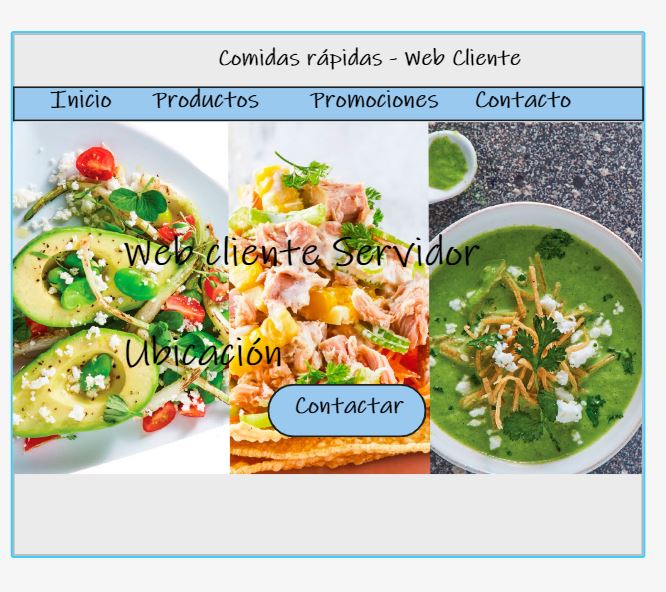 Comidas rápidas - Web Cliente
Inicio Productos Promociones Contacto
Web cliente Servidor
Ubicación
Contactar